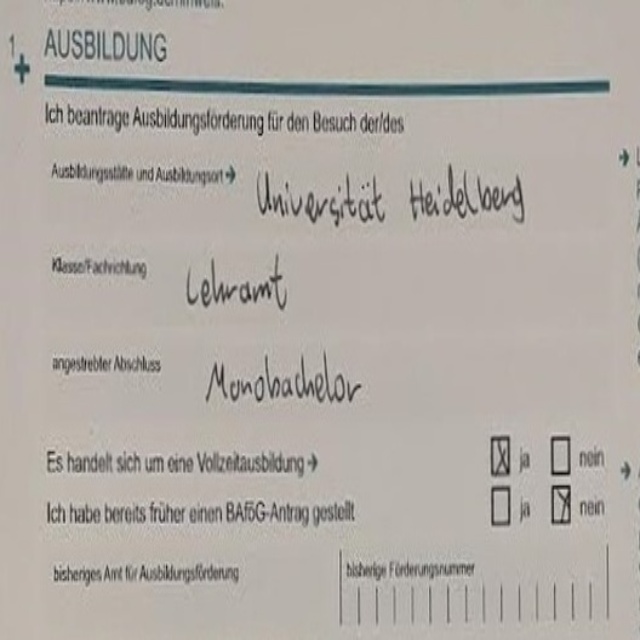 1 AUSBILDUNG
Ich beantrage Ausbildungsförderung für den Besuch der/des
Ausbildungsstätte und Ausbildungsort → Universität Heidelberg
Klasse/Fachrichtung Lehramt
angestrebter Abschluss Monobachelor
Es handelt sich um eine Vollzeitausbildung → ja nein
Ich habe bereits früher einen BAföG-Antrag gestellt ja nein
bisheriges Amt für Ausbildungsförderung bisherige Förderungsnummer